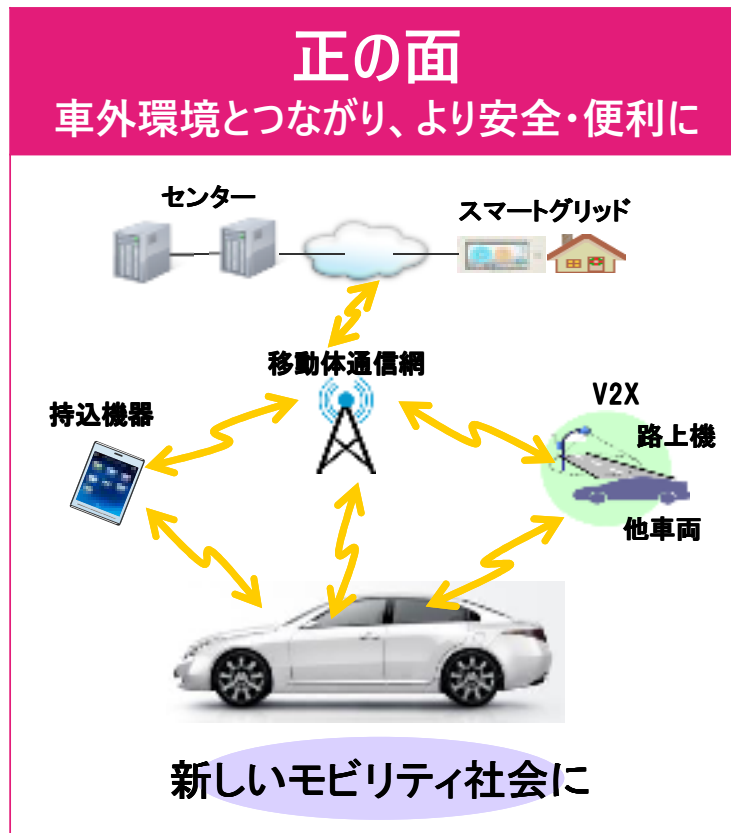 正の面
車外環境とつながり、より安全・便利に
センター
スマートグリッド
移動体通信網
持込機器
V2X
路上機
他車両
新しいモビリティ社会に